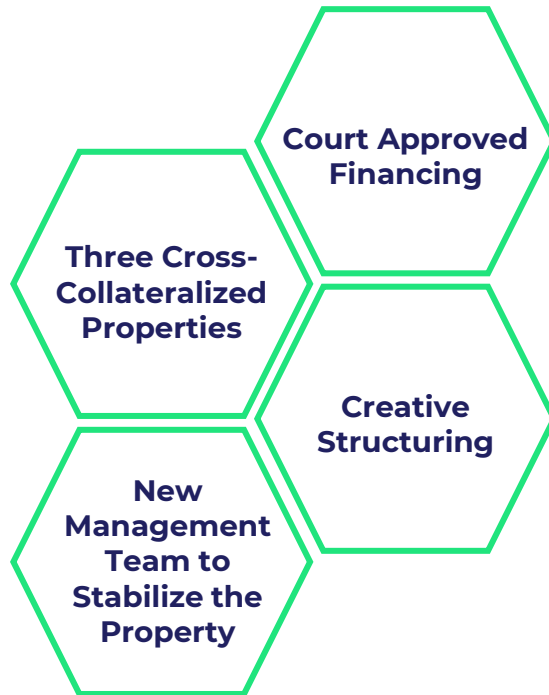 Court Approved
Financing
Three Cross-
Collateralized
Properties
Creative
Structuring
New
Management
Team to
Stabilize the
Property